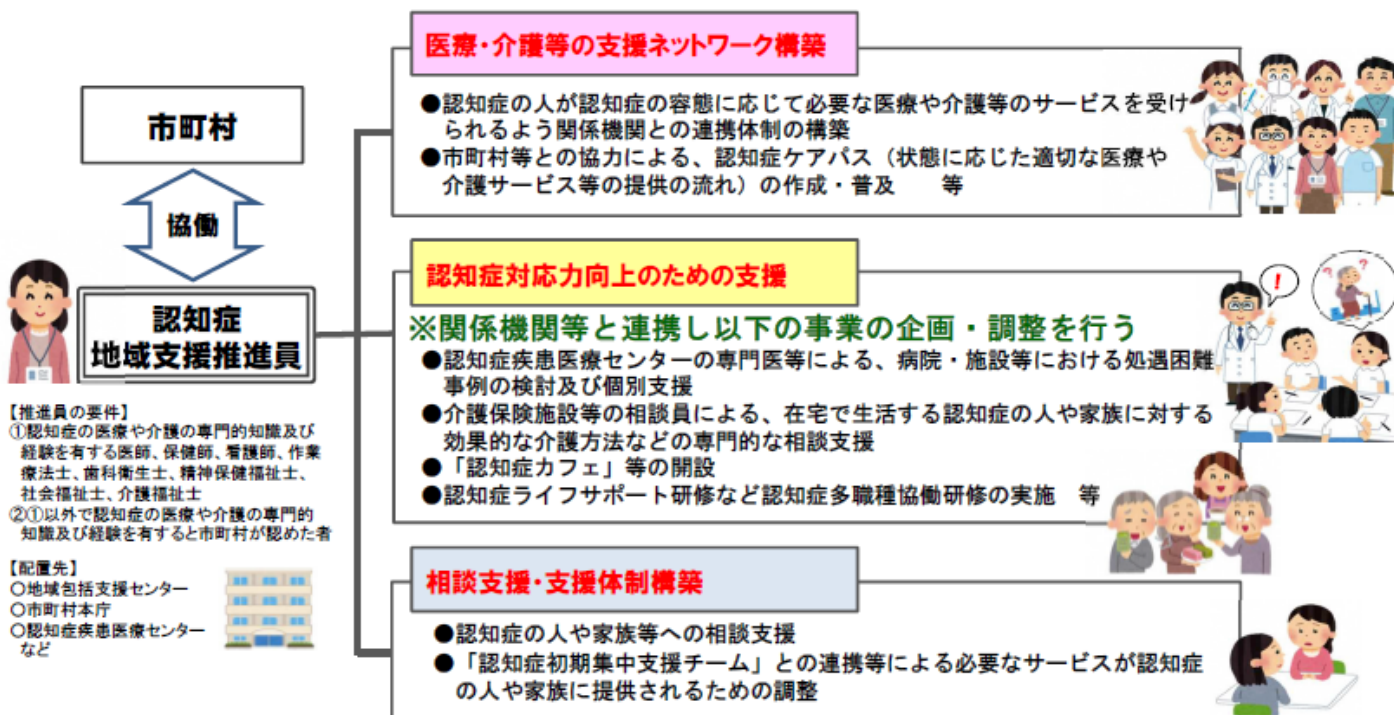 市町村
協働
認知症
地域支援推進員
【推進員の要件】
①認知症の医療や介護の専門的知識及び
経験を有する医師、保健師、看護師、作業
療法士、歯科衛生士、精神保健福祉士、
社会福祉士、介護福祉士
②①以外で認知症の医療や介護の専門的
知識及び経験を有すると市町村が認めた者
【配置先】
○地域包括支援センター
○市町村本庁
○認知症疾患医療センター
など
医療・介護等の支援ネットワーク構築
●認知症の人が認知症の容態に応じて必要な医療や介護等のサービスを受け
られるよう関係機関との連携体制の構築
●市町村等との協力による、認知症ケアパス（状態に応じた適切な医療や
介護サービス等の提供の流れ）の作成・普及　等
認知症対応力向上のための支援
※関係機関等と連携し以下の事業の企画・調整を行う
●認知症疾患医療センターの専門医等による、病院・施設等における処遇困難
事例の検討及び個別支援
●介護保険施設等の相談員による、在宅で生活する認知症の人や家族に対する
効果的な介護方法などの専門的な相談支援
●「認知症カフェ」等の開設
●認知症ライフサポート研修など認知症多職種協働研修の実施　等
!
? ?
相談支援・支援体制構築
●認知症の人や家族等への相談支援
●「認知症初期集中支援チーム」との連携等による必要なサービスが認知症
の人や家族に提供されるための調整